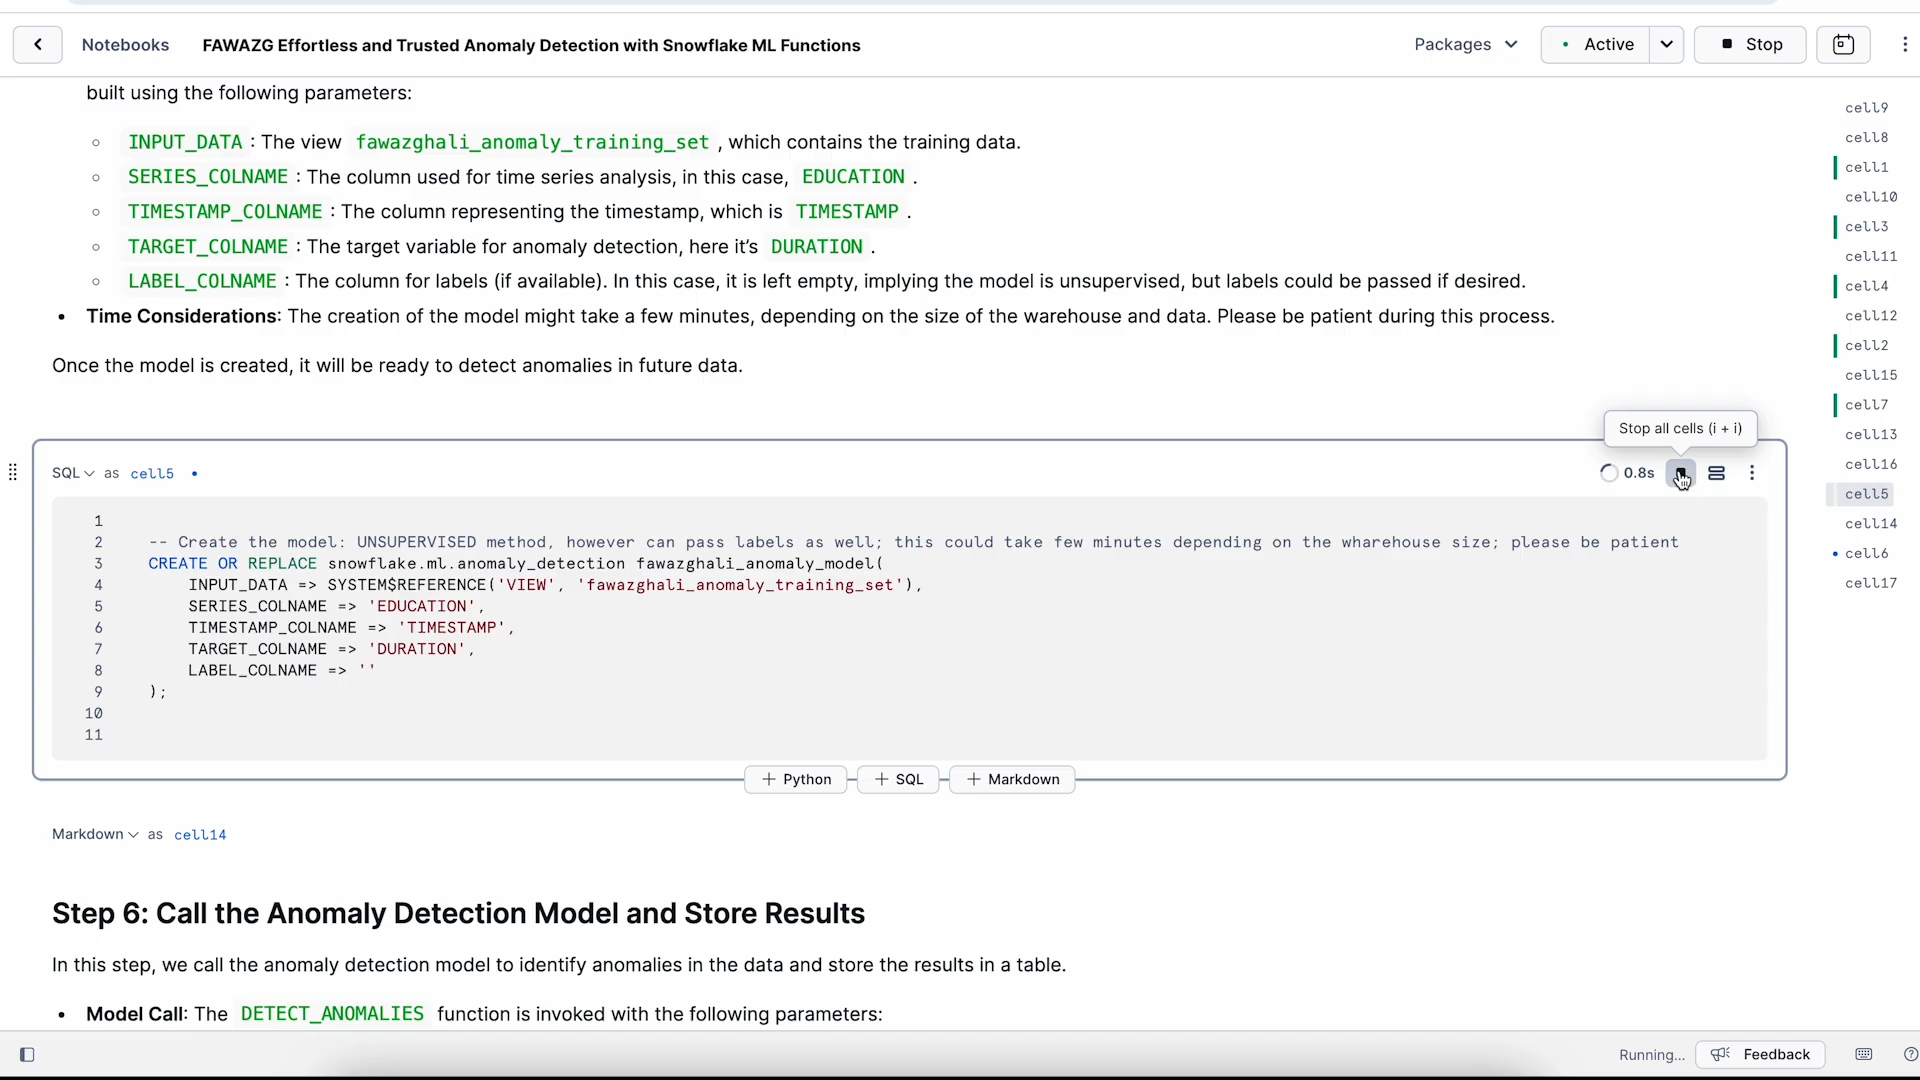 Notebooks FAWAZG Effortless and Trusted Anomaly Detection with Snowflake ML Functions Packages Active Stop
built using the following parameters:
INPUT_DATA : The view fawazghali_anomaly_training_set , which contains the training data.
SERIES_COLNAME : The column used for time series analysis, in this case, EDUCATION .
TIMESTAMP_COLNAME : The column representing the timestamp, which is TIMESTAMP .
TARGET_COLNAME : The target variable for anomaly detection, here it’s DURATION .
LABEL_COLNAME : The column for labels (if available). In this case, it is left empty, implying the model is unsupervised, but labels could be passed if desired.
Time Considerations: The creation of the model might take a few minutes, depending on the size of the warehouse and data. Please be patient during this process.
Once the model is created, it will be ready to detect anomalies in future data.
Stop all cells (i + i)
SQL as cell5 0.8s
1
2 -- Create the model: UNSUPERVISED method, however can pass labels as well; this could take few minutes depending on the wharehouse size; please be patient
3 CREATE OR REPLACE snowflake.ml.anomaly_detection fawazghali_anomaly_model(
4 INPUT_DATA => SYSTEM$REFERENCE('VIEW', 'fawazghali_anomaly_training_set'),
5 SERIES_COLNAME => 'EDUCATION',
6 TIMESTAMP_COLNAME => 'TIMESTAMP',
7 TARGET_COLNAME => 'DURATION',
8 LABEL_COLNAME => ''
9 );
10
11
+ Python + SQL + Markdown
Markdown as cell14
Step 6: Call the Anomaly Detection Model and Store Results
In this step, we call the anomaly detection model to identify anomalies in the data and store the results in a table.
Model Call: The DETECT_ANOMALIES function is invoked with the following parameters:
cell9
cell8
cell1
cell10
cell3
cell11
cell4
cell12
cell2
cell15
cell7
cell13
cell16
cell5
cell14
cell6
cell17
Running... Feedback